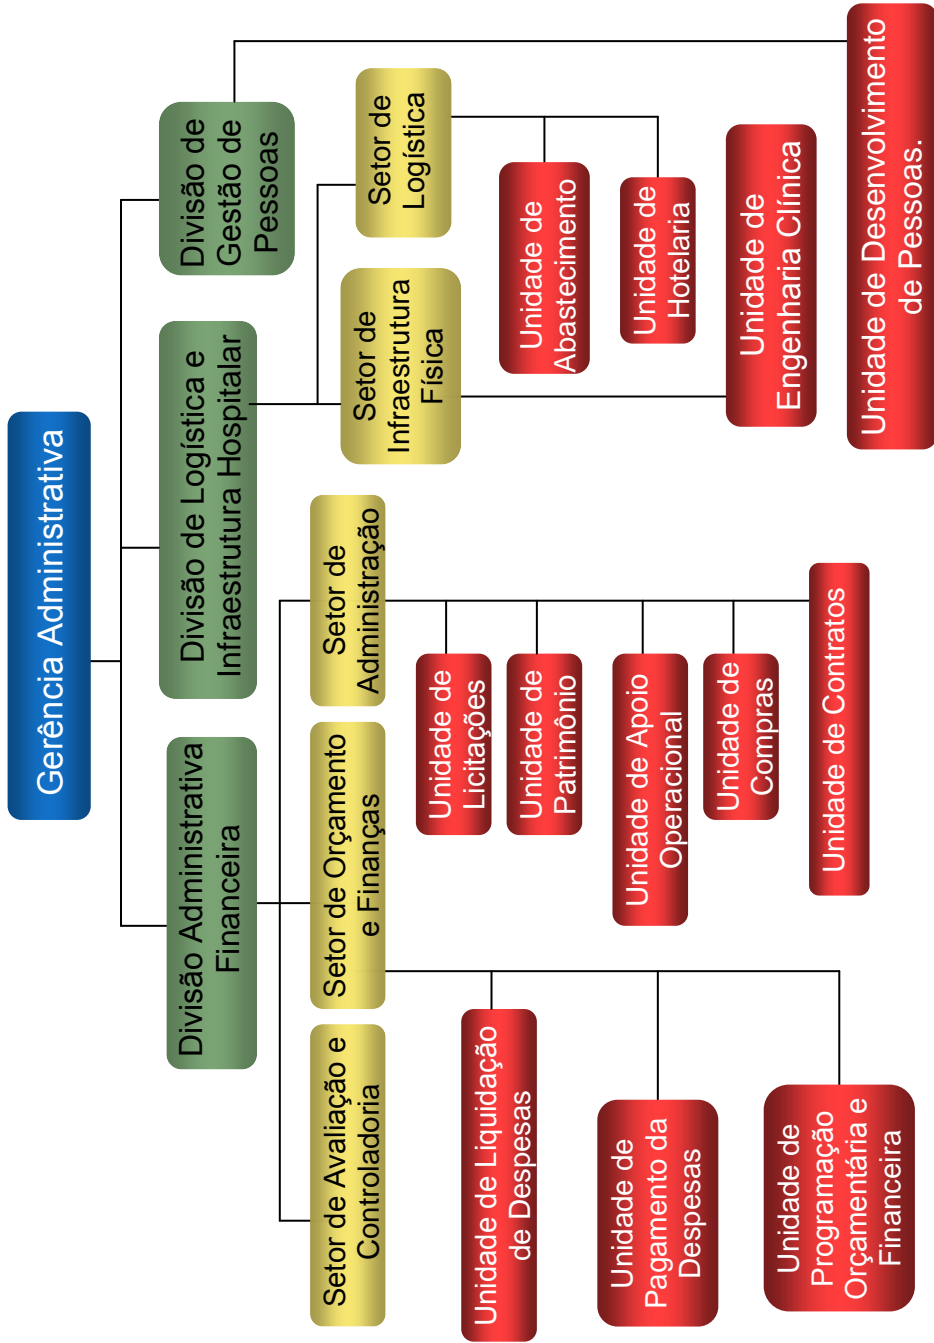 Gerência Administrativa
Divisão Administrativa
Financeira
Divisão de Logística e
Infraestrutura Hospitalar
Divisão de
Gestão de
Pessoas
Setor de Avaliação e
Controladoria
Setor de Orçamento
e Finanças
Setor de
Administração
Setor de
Infraestrutura
Física
Setor de
Logística
Unidade de Liquidação
de Despesas
Unidade de
Pagamento da
Despesas
Unidade de
Programação
Orçamentária e
Financeira
Unidade de
Licitações
Unidade de
Patrimônio
Unidade de Apoio
Operacional
Unidade de
Compras
Unidade de Contratos
Unidade de
Abastecimento
Unidade de
Hotelaria
Unidade de
Engenharia Clínica
Unidade de Desenvolvimento
de Pessoas.